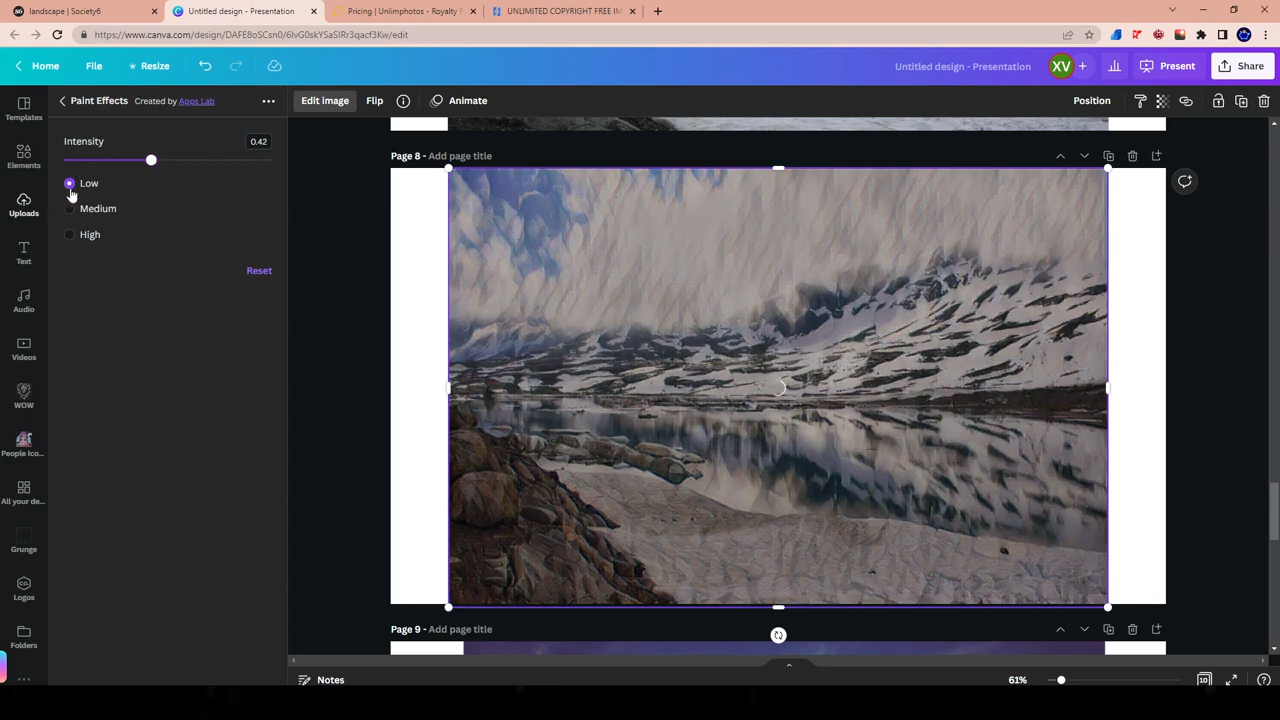 landscape | Society6
Untitled design - Presentation
Pricing | Unlimphotos - Royalty F
UNLIMITED COPYRIGHT FREE IM
https://www.canva.com/design/DAFE8oSCsn0/6lvG0skYSaSIRr3qacf3Kw/edit
Home
File
Resize
Untitled design - Presentation
XV
Present
Share
Templates
Elements
Uploads
Text
Audio
Videos
WOW
People Ico...
All your de...
Grunge
Logos
Folders
Paint Effects
Created by Apps Lab
Intensity
0.42
Low
Medium
High
Reset
Edit image
Flip
Animate
Position
Page 8 - Add page title
Page 9 - Add page title
Notes
61%
10